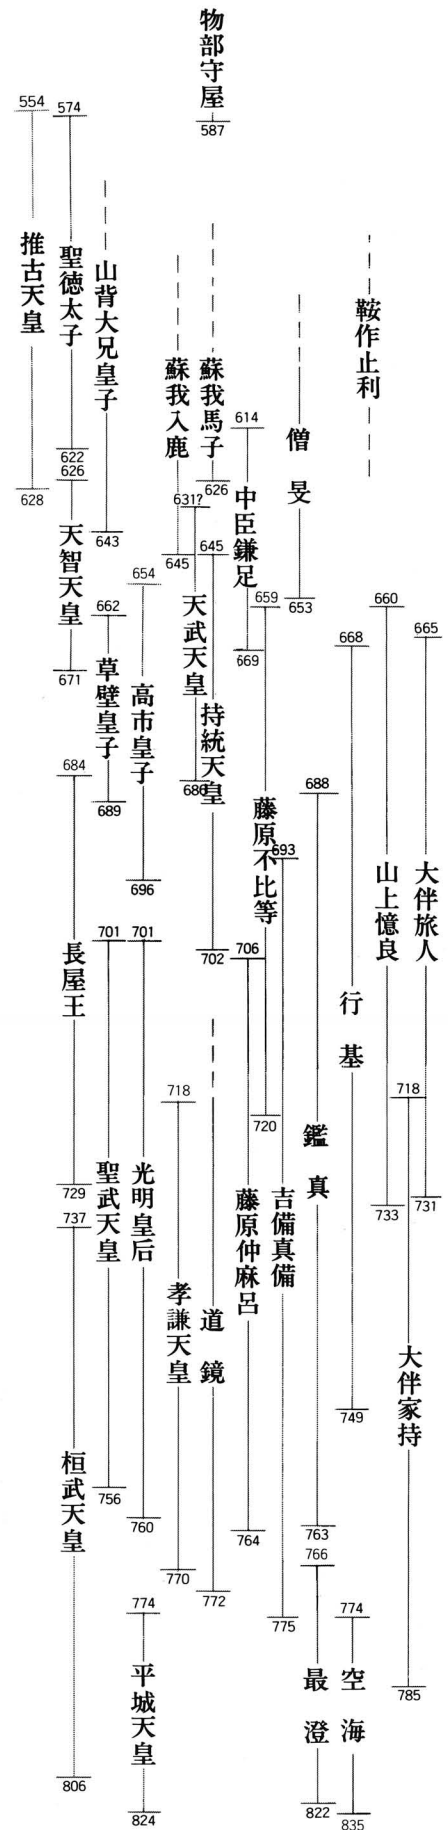 物部守屋
587
554
推古天皇
628
574
聖徳太子
622
626
天智天皇
671
山背大兄皇子
643
蘇我入鹿
645
蘇我馬子
626
鞍作止利
僧旻
653
614
中臣鎌足
669
631?
天武天皇
686
645
持統天皇
702
654
高市皇子
696
662
草壁皇子
689
659
藤原不比等
720
660
山上憶良
733
665
大伴旅人
731
668
行基
749
684
長屋王
729
688
鑑真
763
693
吉備真備
775
701
聖武天皇
756
701
光明皇后
760
706
藤原仲麻呂
764
718
孝謙天皇
770
道鏡
772
718
大伴家持
785
737
桓武天皇
806
766
最澄
822
774
空海
835
774
平城天皇
824